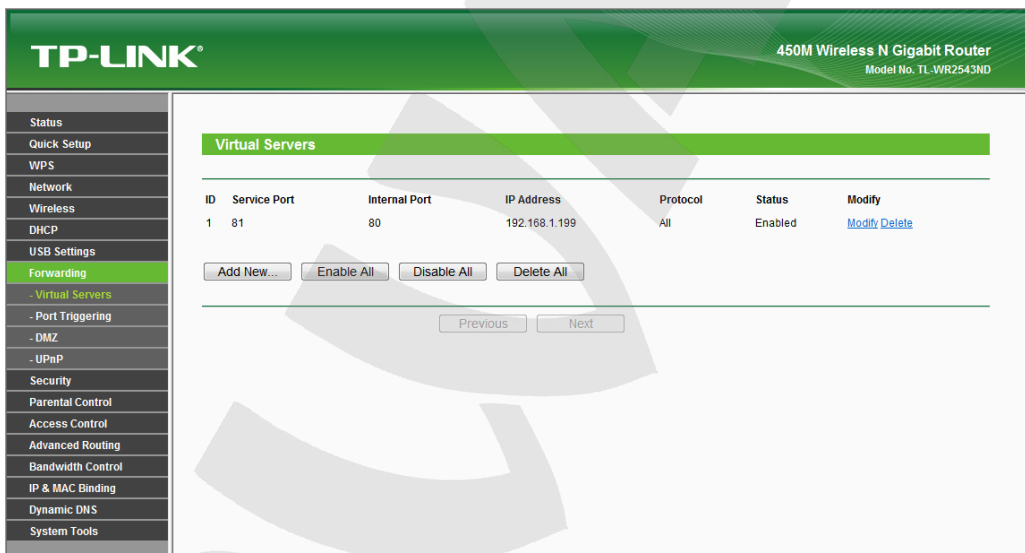 TP-LINK®
450M Wireless N Gigabit Router
Model No. TL-WR2543ND
Status
Quick Setup
WPS
Network
Wireless
DHCP
USB Settings
Forwarding
- Virtual Servers
- Port Triggering
- DMZ
- UPnP
Security
Parental Control
Access Control
Advanced Routing
Bandwidth Control
IP & MAC Binding
Dynamic DNS
System Tools
Virtual Servers
ID Service Port Internal Port IP Address Protocol Status Modify
1 81 80 192.168.1.199 All Enabled Modify Delete
Add New... Enable All Disable All Delete All
Previous Next